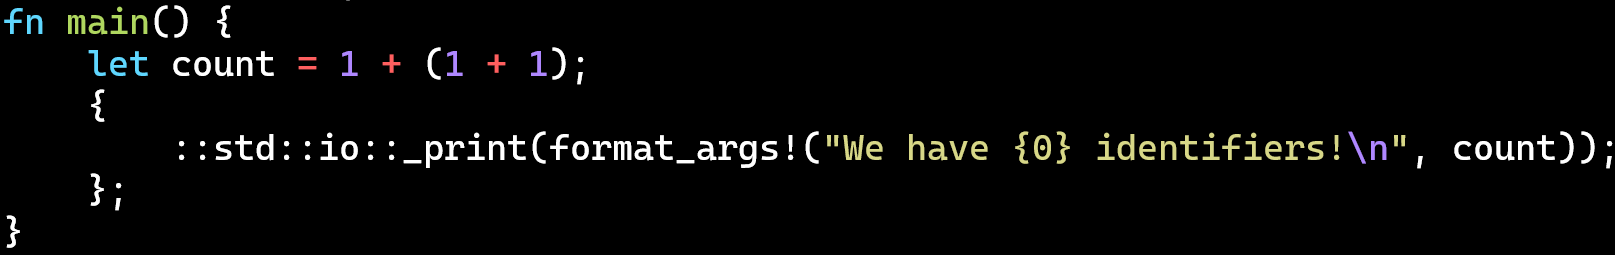 fn main() {
    let count = 1 + (1 + 1);
    {
        ::std::io::_print(format_args!("We have {0} identifiers!\n", count));
    };
}